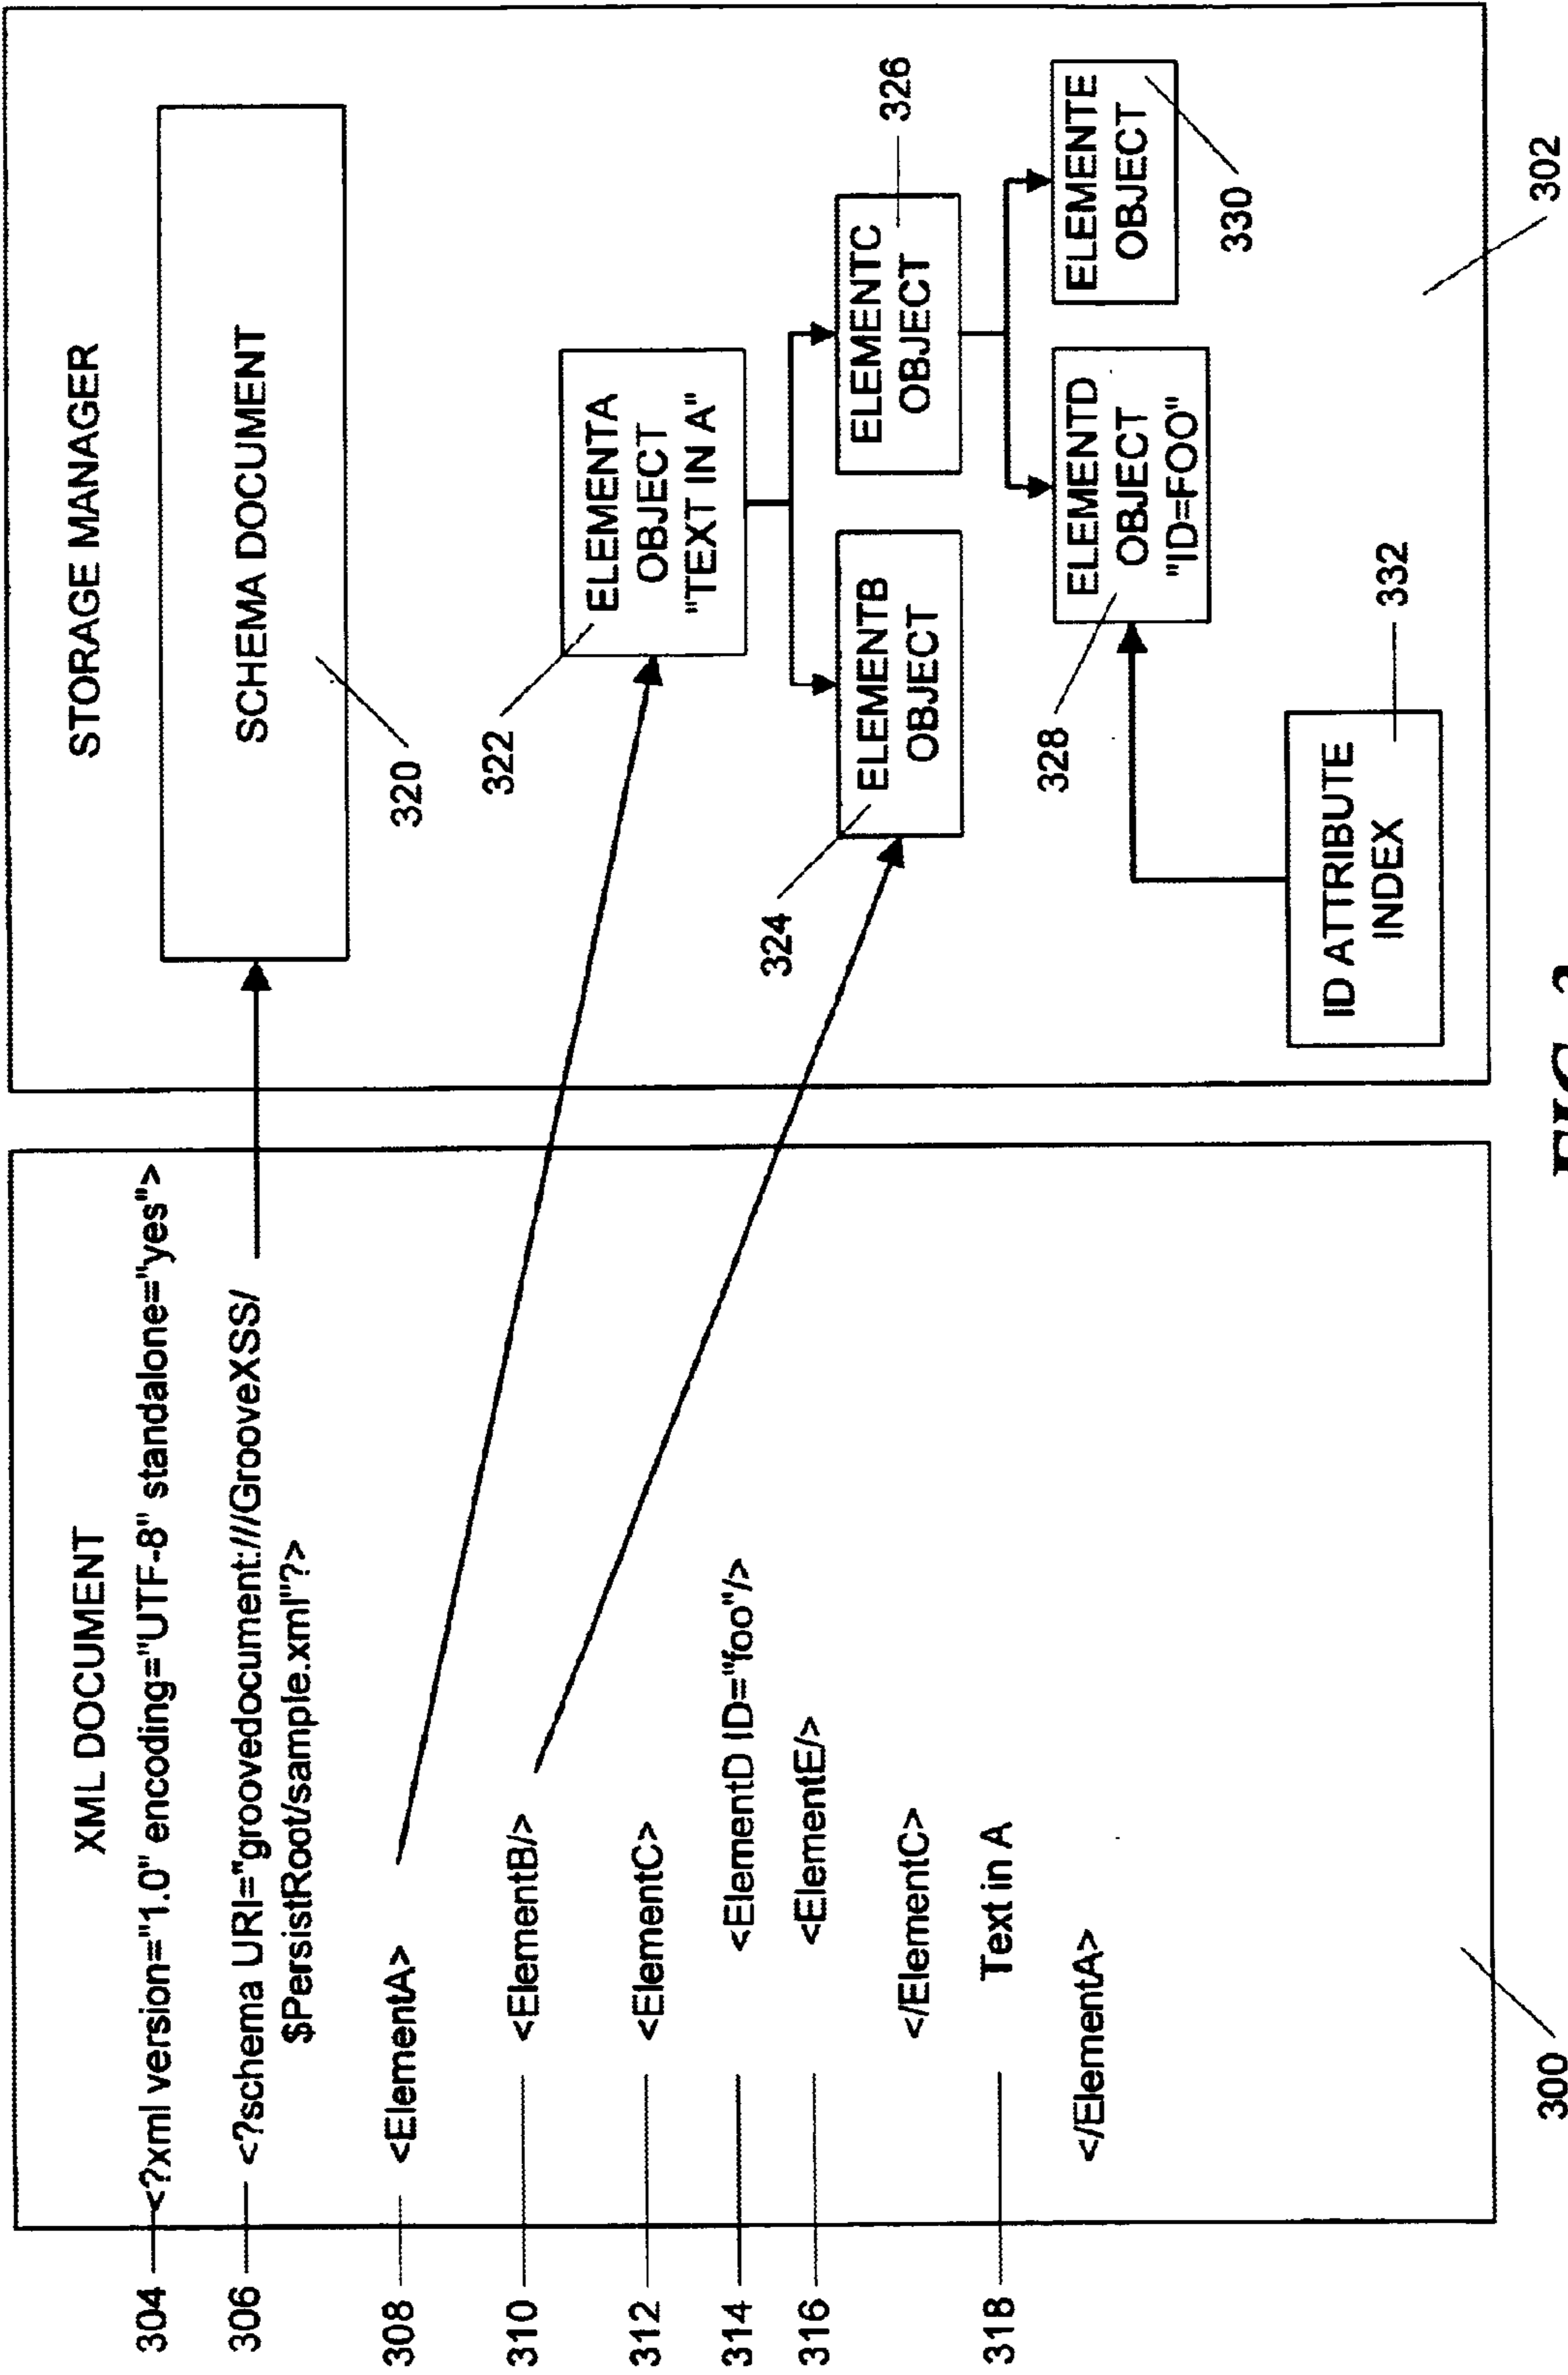 XML DOCUMENT
304
<?xml version="1.0" encoding="UTF-8" standalone="yes">
306
<?schema URI="groovedocument:///GrooveXSS/
$PersistRoot/sample.xml"?>
308
<ElementA>
310
<ElementB/>
312
<ElementC>
314
<ElementD ID="foo"/>
316
<ElementE/>
</ElementC>
318
Text in A
</ElementA>
300
STORAGE MANAGER
SCHEMA DOCUMENT
320
322
ELEMENTA
OBJECT
"TEXT IN A"
324
ELEMENTB
OBJECT
ELEMENTC
OBJECT
326
328
ELEMENTD
OBJECT
"ID=FOO"
ELEMENTE
OBJECT
330
ID ATTRIBUTE
INDEX
332
302